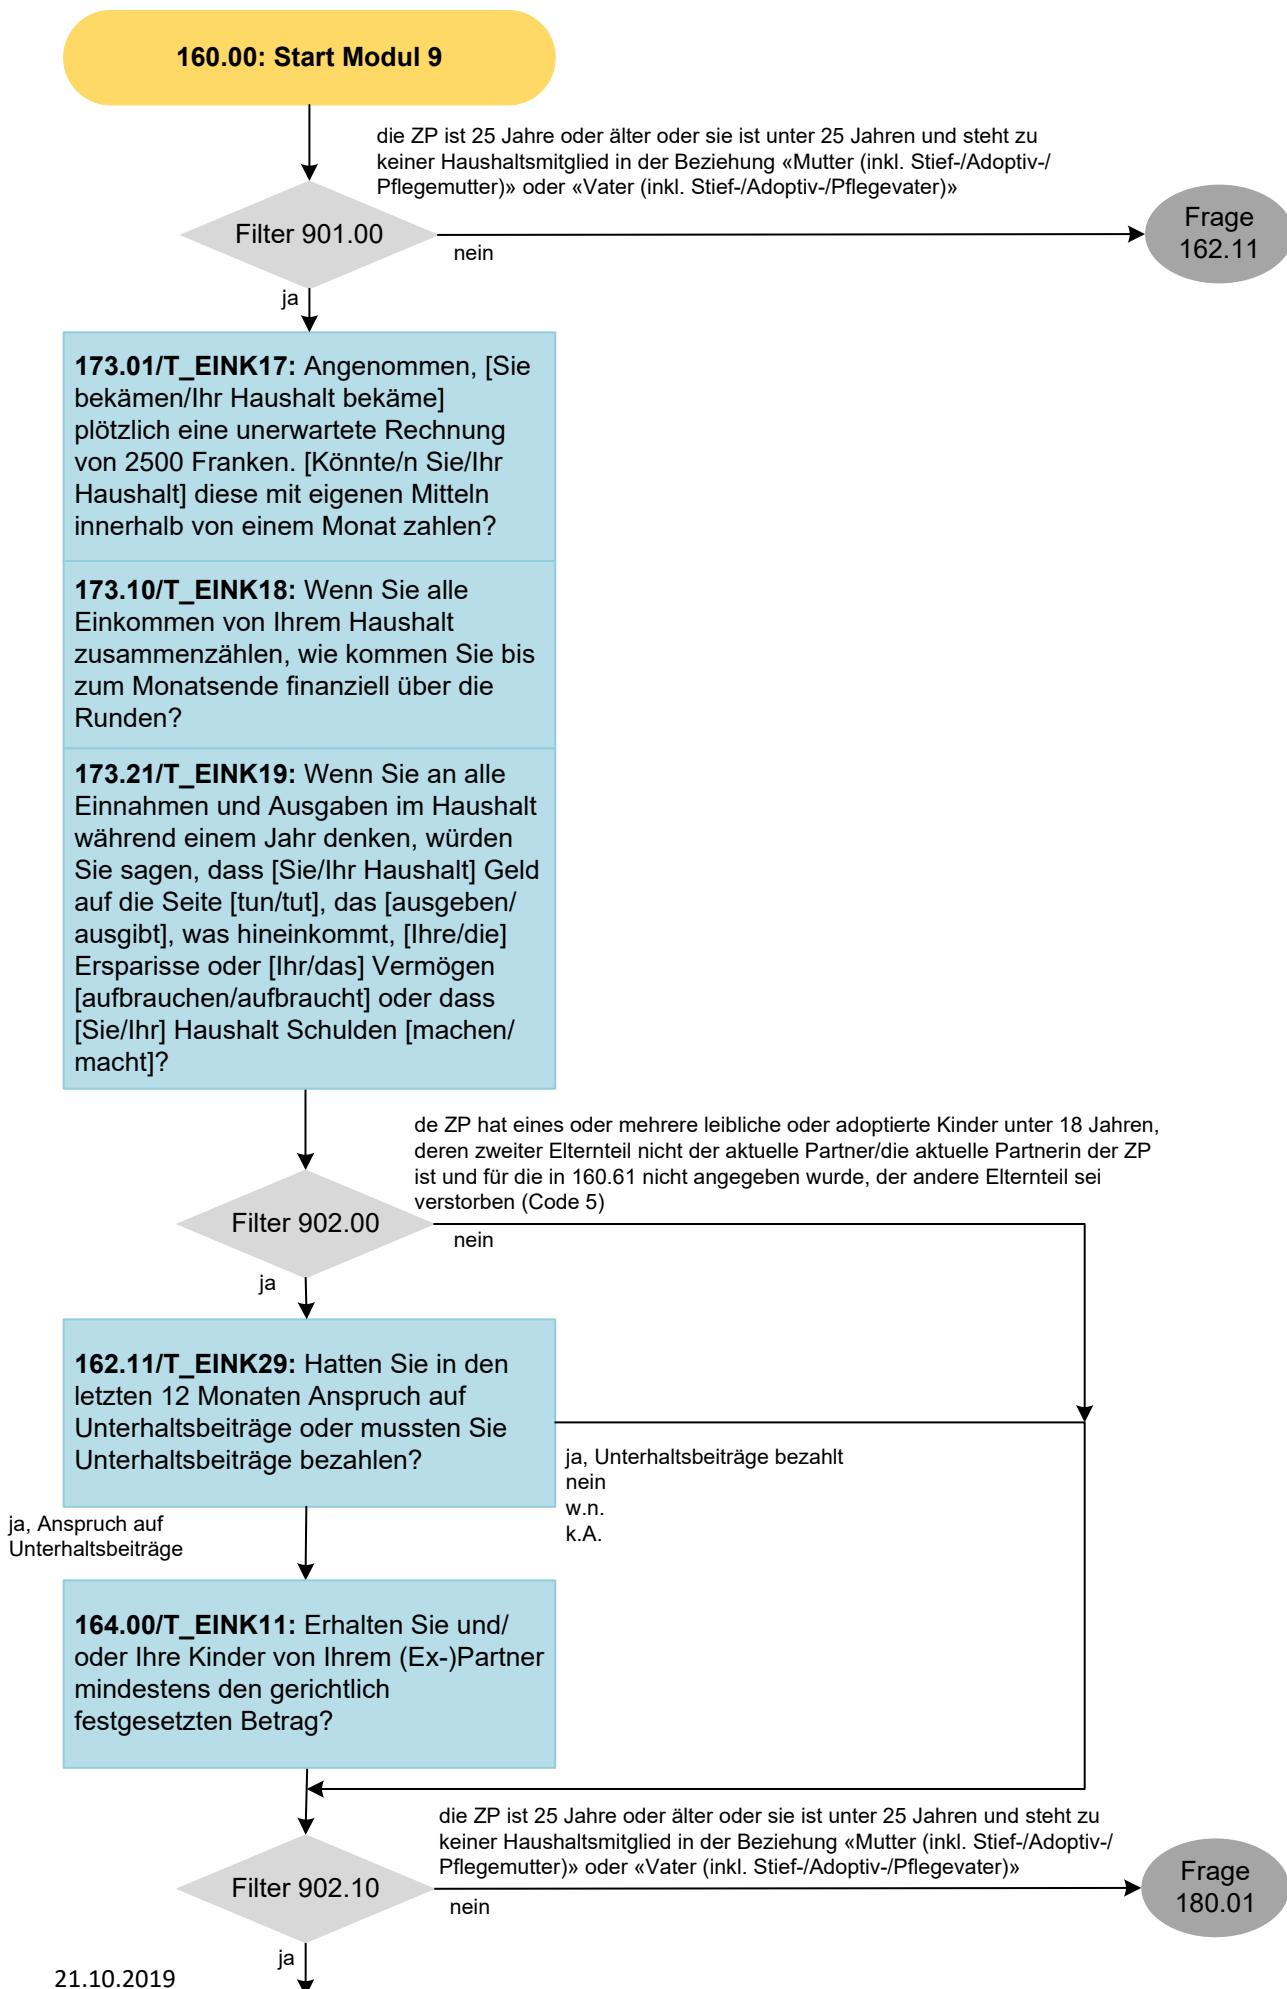 160.00: Start Modul 9
die ZP ist 25 Jahre oder älter oder sie ist unter 25 Jahren und steht zu
keiner Haushaltsmitglied in der Beziehung «Mutter (inkl. Stief-/Adoptiv-/
Pflegemutter)» oder «Vater (inkl. Stief-/Adoptiv-/Pflegevater)»
Filter 901.00
nein
Frage
162.11
ja
173.01/T_EINK17: Angenommen, [Sie
bekämen/Ihr Haushalt bekäme]
plötzlich eine unerwartete Rechnung
von 2500 Franken. [Könnte/n Sie/Ihr
Haushalt] diese mit eigenen Mitteln
innerhalb von einem Monat zahlen?
173.10/T_EINK18: Wenn Sie alle
Einkommen von Ihrem Haushalt
zusammenzählen, wie kommen Sie bis
zum Monatsende finanziell über die
Runden?
173.21/T_EINK19: Wenn Sie an alle
Einnahmen und Ausgaben im Haushalt
während einem Jahr denken, würden
Sie sagen, dass [Sie/Ihr Haushalt] Geld
auf die Seite [tun/tut], das [ausgeben/
ausgibt], was hineinkommt, [Ihre/die]
Ersparisse oder [Ihr/das] Vermögen
[aufbrauchen/aufbraucht] oder dass
[Sie/Ihr] Haushalt Schulden [machen/
macht]?
de ZP hat eines oder mehrere leibliche oder adoptierte Kinder unter 18 Jahren,
deren zweiter Elternteil nicht der aktuelle Partner/die aktuelle Partnerin der ZP
ist und für die in 160.61 nicht angegeben wurde, der andere Elternteil sei
verstorben (Code 5)
Filter 902.00
nein
ja
162.11/T_EINK29: Hatten Sie in den
letzten 12 Monaten Anspruch auf
Unterhaltsbeiträge oder mussten Sie
Unterhaltsbeiträge bezahlen?
ja, Unterhaltsbeiträge bezahlt
nein
w.n.
k.A.
ja, Anspruch auf
Unterhaltsbeiträge
164.00/T_EINK11: Erhalten Sie und/
oder Ihre Kinder von Ihrem (Ex-)Partner
mindestens den gerichtlich
festgesetzten Betrag?
die ZP ist 25 Jahre oder älter oder sie ist unter 25 Jahren und steht zu
keiner Haushaltsmitglied in der Beziehung «Mutter (inkl. Stief-/Adoptiv-/
Pflegemutter)» oder «Vater (inkl. Stief-/Adoptiv-/Pflegevater)»
Filter 902.10
nein
Frage
180.01
ja
21.10.2019